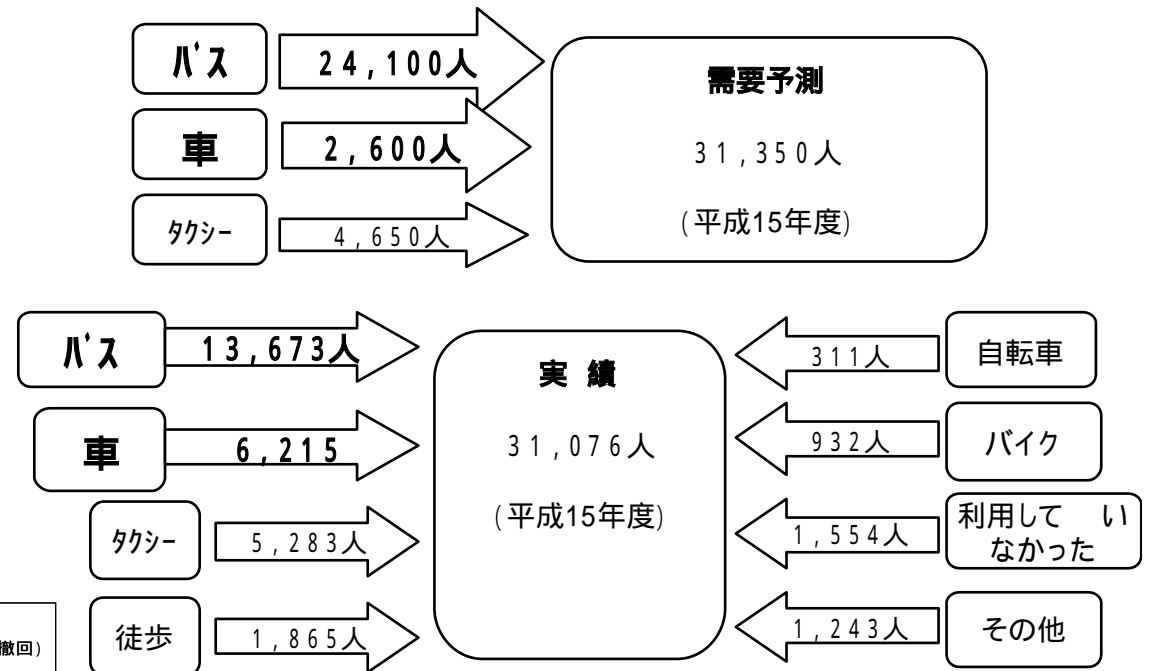 バス
24,100人
車
2,600人
タクシー
4,650人
需要予測
31,350人
(平成15年度)
バス
13,673人
車
6,215
タクシー
5,283人
徒歩
1,865人
実 績
31,076人
(平成15年度)
311人
自転車
932人
バイク
1,554人
利用して い
なかった
1,243人
その他
撤回)